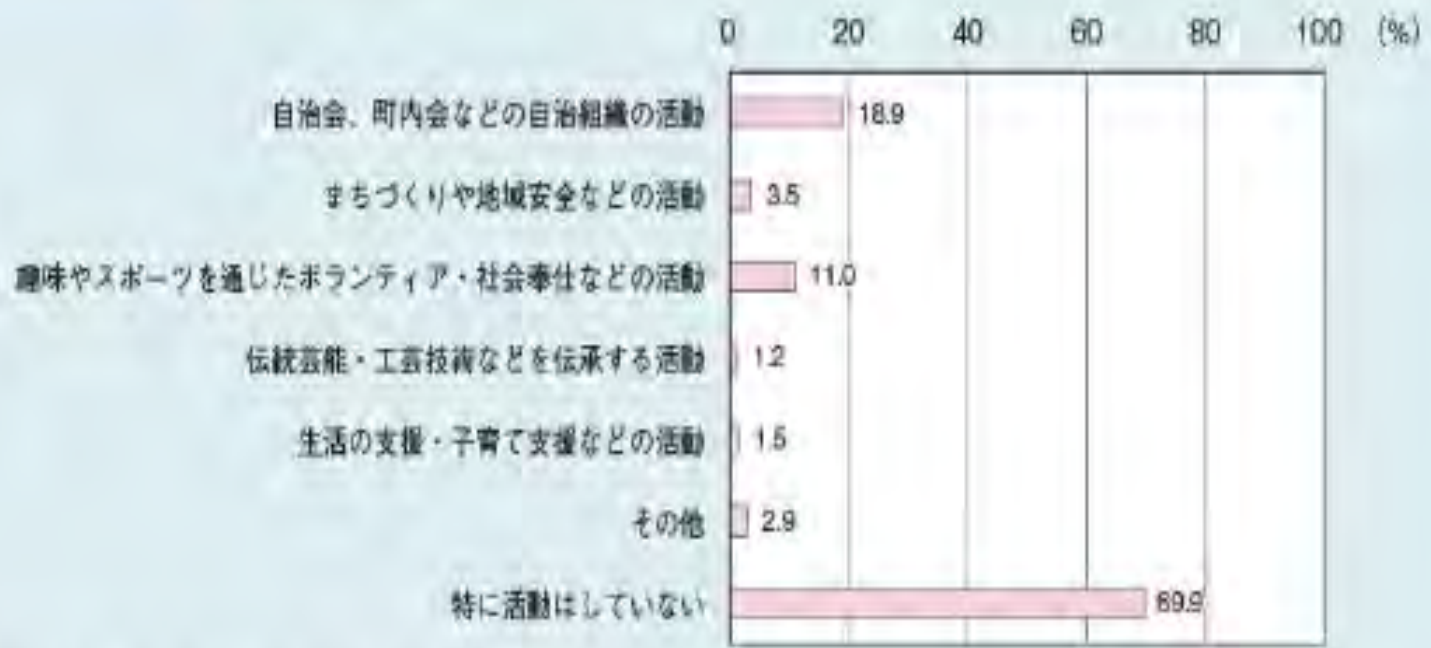 0 20 40 60 80 100 (%)
自治会、町内会などの自治組織の活動 18.9
まちづくりや地域安全などの活動 3.5
趣味やスポーツを通じたボランティア・社会奉仕などの活動 11.0
伝統芸能・工芸技術などを伝承する活動 1.2
生活の支援・子育て支援などの活動 1.5
その他 2.9
特に活動はしていない 69.9